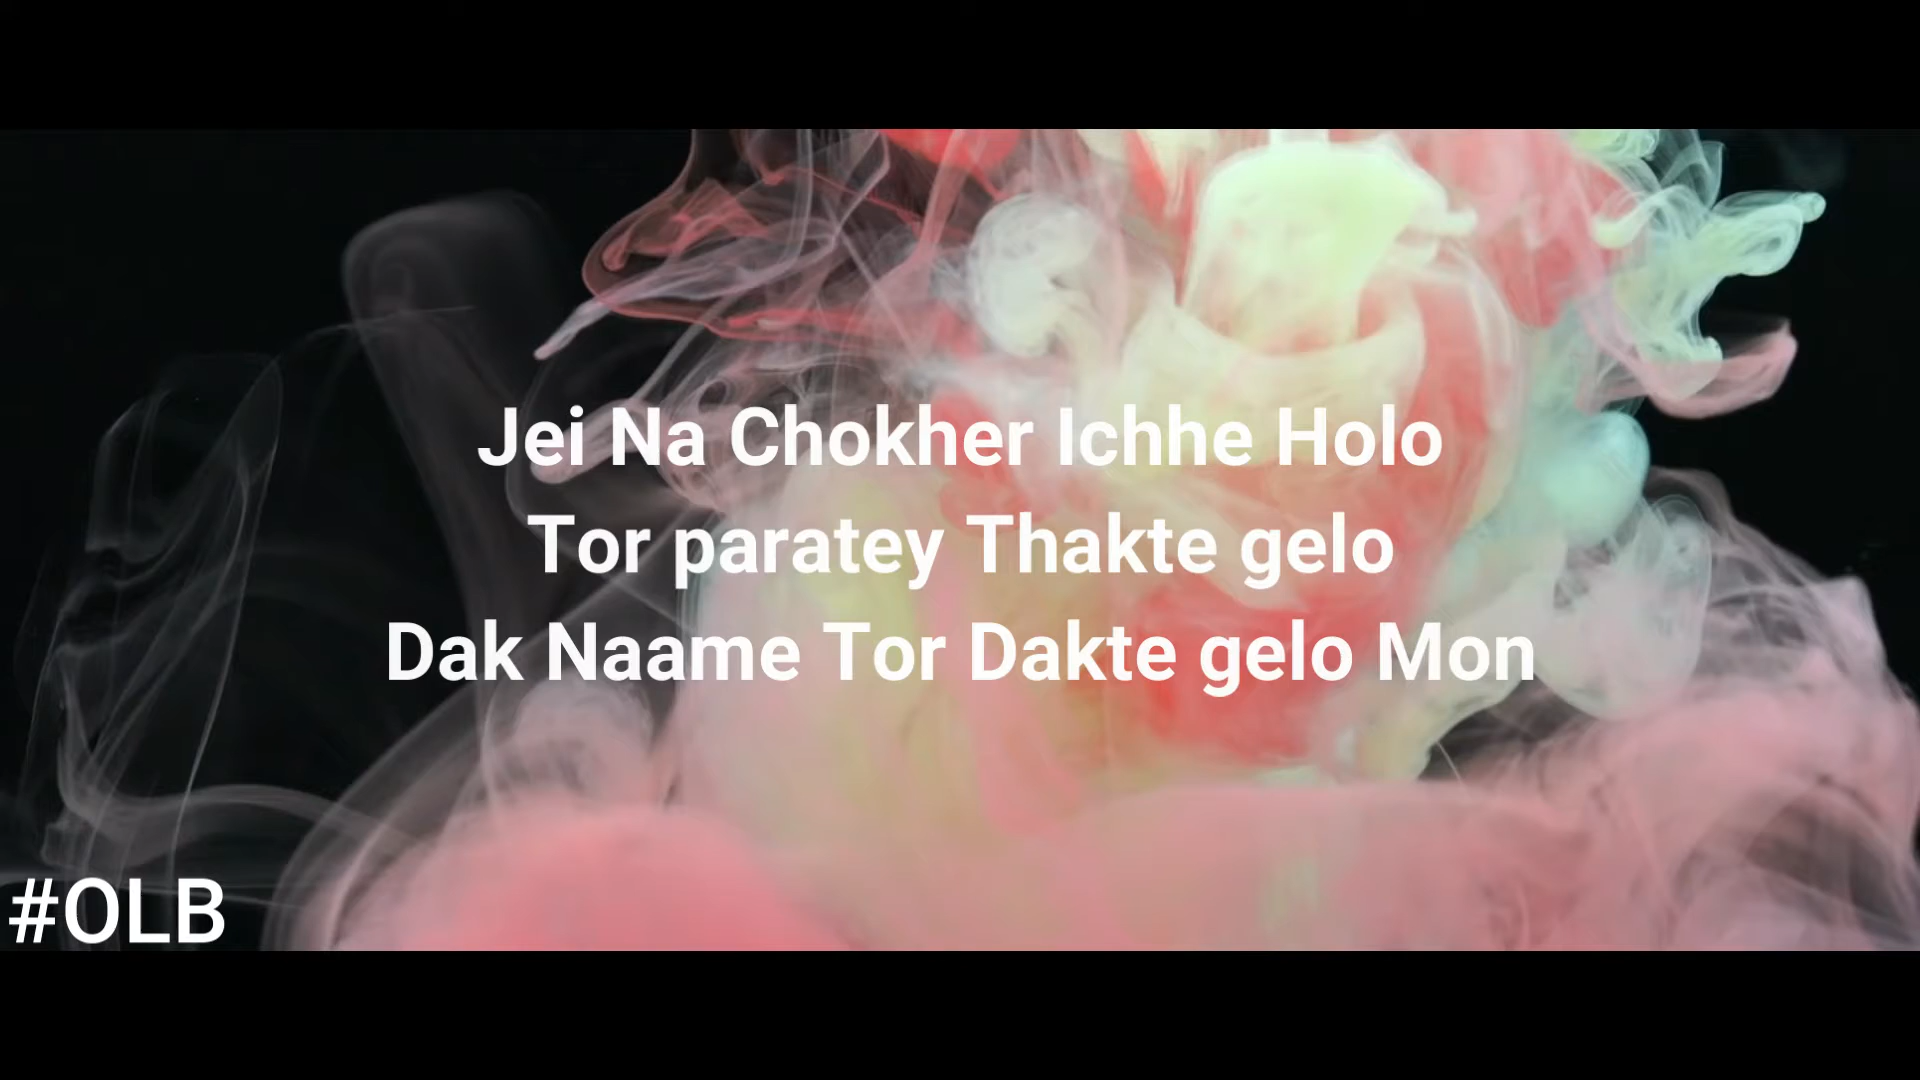 Jei Na Chokher Ichhe Holo
Tor paratey Thakte gelo
Dak Naame Tor Dakte gelo Mon
#OLB